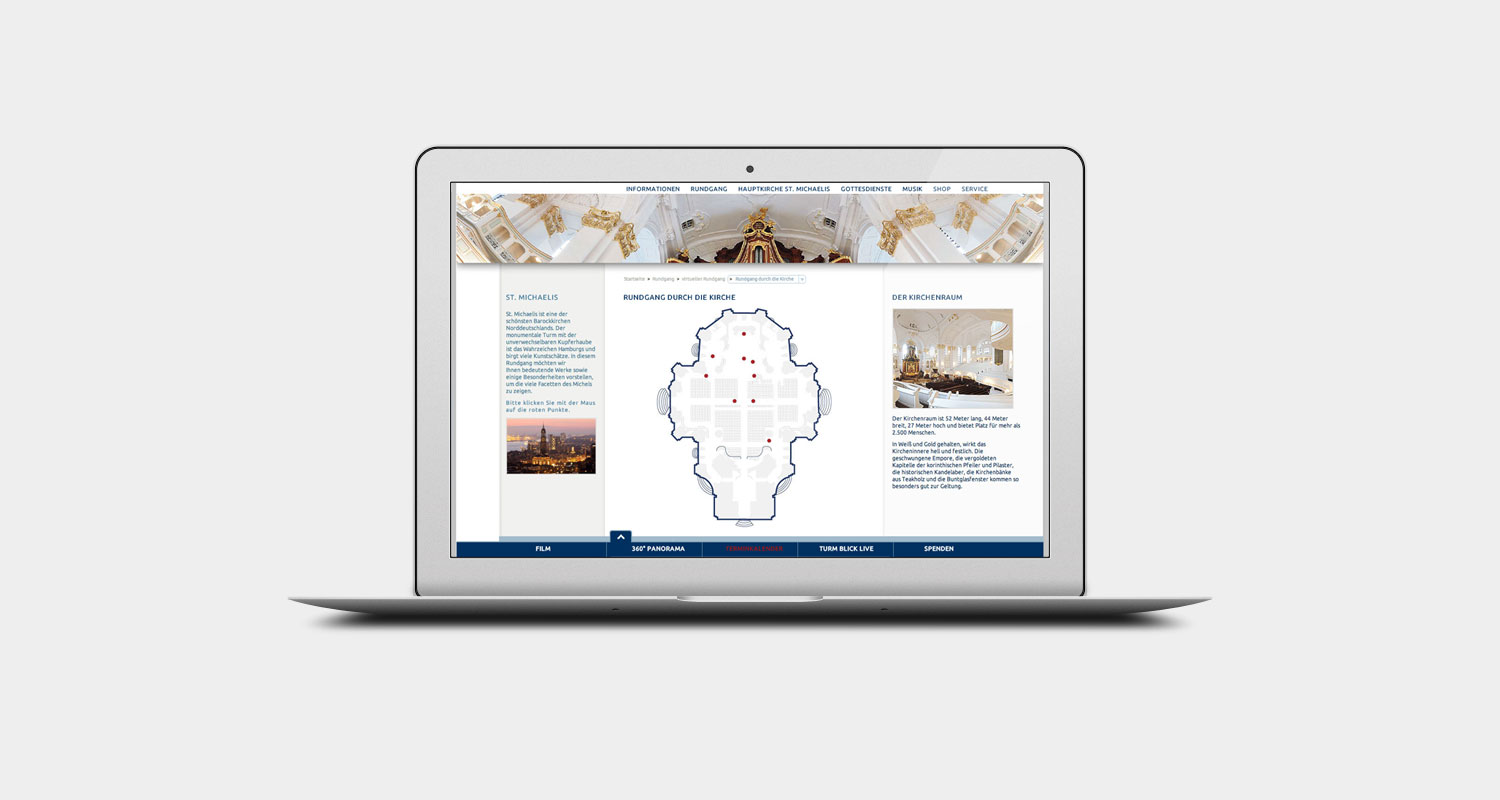 INFORMATIONEN RUNDGANG HAUPTKIRCHE ST. MICHAELIS GOTTESDIENSTE MUSIK SHOP SERVICE
Startseite ▸ Rundgang ▸ Virtueller Rundgang ▸ Rundgang durch die Kirche
ST. MICHAELIS
St. Michaelis ist eine der
schönsten Barockkirchen
Norddeutschlands. Der
monumentale Turm mit der
unverwechselbaren Kupferhaube
ist das Wahrzeichen Hamburgs und
birgt viele Kunstschätze. In diesem
Rundgang möchten wir
Ihnen bedeutende Werke sowie
einige Besonderheiten vorstellen,
um die viele Facetten des Michels
zu zeigen.
Bitte klicken Sie mit der Maus
auf die roten Punkte.
RUNDGANG DURCH DIE KIRCHE
DER KIRCHENRAUM
Der Kirchenraum ist 52 Meter lang, 44 Meter
breit, 27 Meter hoch und bietet Platz für mehr als
2.500 Menschen.
In Weiß und Gold gehalten, wirkt das
Kircheninnere hell und festlich. Die
geschwungene Empore, die vergoldeten
Kapitelle der korinthischen Pfeiler und Pilaster,
die historischen Kandelaber, die Kirchenbänke
aus Teakholz und die Buntglasfenster kommen so
besonders gut zur Geltung.
FILM 360° PANORAMA TERMINKALENDER TURM BLICK LIVE SPENDEN